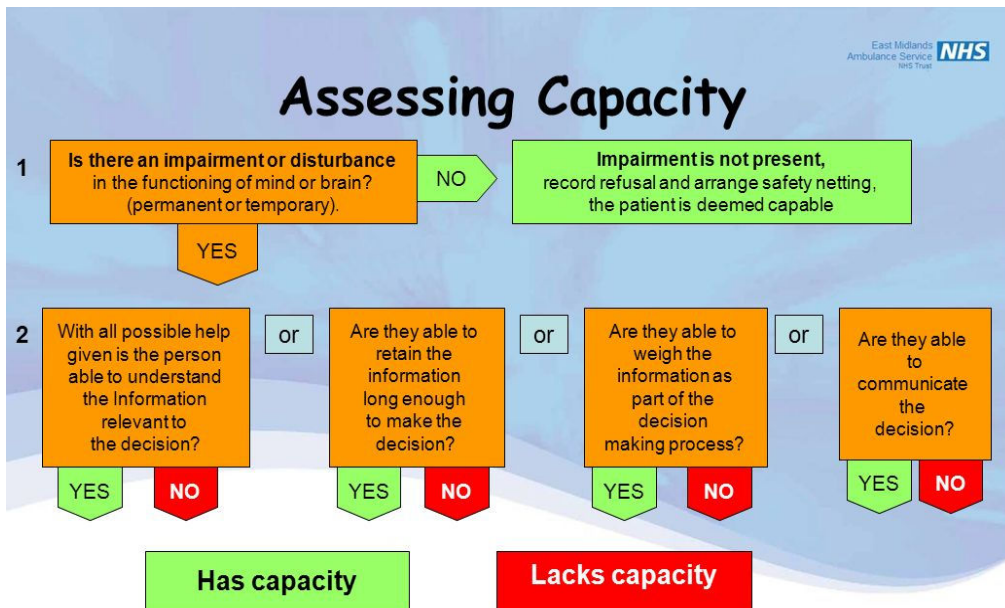 East Midlands
Ambulance Service
NHS Trust
NHS
Assessing Capacity
1
Is there an impairment or disturbance
in the functioning of mind or brain?
(permanent or temporary).
NO
Impairment is not present,
record refusal and arrange safety netting,
the patient is deemed capable
YES
2
With all possible help
given is the person
able to understand
the Information
relevant to
the decision?
YES
NO
or
Are they able to
retain the
information
long enough
to make the
decision?
YES
NO
or
Are they able to
weigh the
information as
part of the
decision
making process?
YES
NO
or
Are they able
to
communicate
the
decision?
YES
NO
Has capacity
Lacks capacity